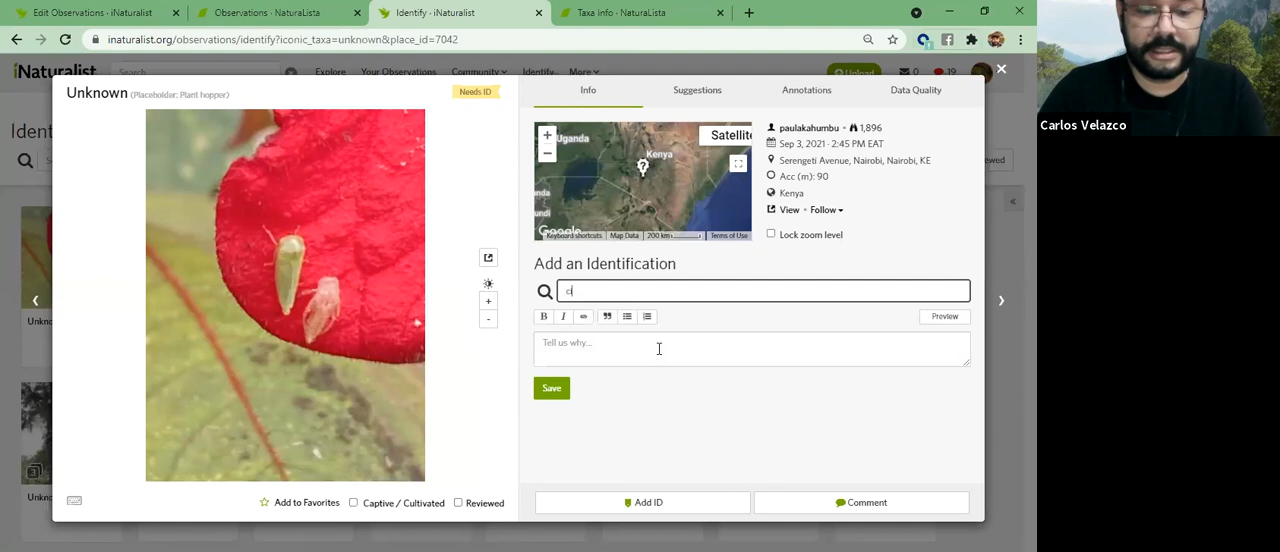 Edit Observations · iNaturalist
Observations · NaturaLista
Identify · iNaturalist
Taxa Info · NaturaLista
inaturalist.org/observations/identify?iconic_taxa=unknown&place_id=7042
iNaturalist
Search
Explore
Your Observations
Community
Identify
More
Upload
0
19
Unknown (Placeholder: Plant hopper)
Needs ID
Info
Suggestions
Annotations
Data Quality
Carlos Velazco
Uganda
Kenya
Satellite
Google
Keyboard shortcuts
Map Data
200 km
Terms of Use
paulakahumbu · 1,896
Sep 3, 2021 · 2:45 PM EAT
Serengeti Avenue, Nairobi, Nairobi, KE
Acc (m): 90
Kenya
View · Follow
Lock zoom level
Add an Identification
B I
Preview
Tell us why...
Save
Add to Favorites
Captive / Cultivated
Reviewed
Add ID
Comment